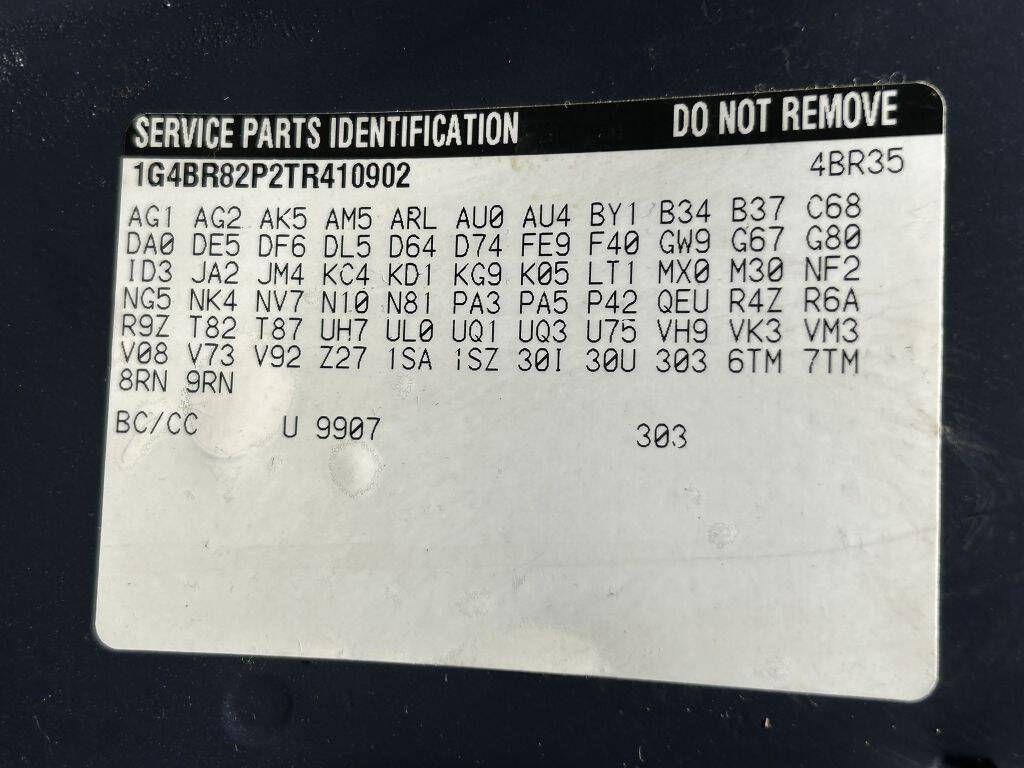 SERVICE PARTS IDENTIFICATION DO NOT REMOVE
1G4BR82P2TR410902 4BR35
AG1 AG2 AK5 AM5 ARL AU0 AU4 BY1 B34 B37 C68
DA0 DE5 DF6 DL5 D64 D74 FE9 F40 GW9 G67 G80
ID3 JA2 JM4 KC4 KD1 KG9 K05 LT1 MX0 M30 NF2
NG5 NK4 NV7 N10 N81 PA3 PA5 P42 QEU R4Z R6A
R9Z T82 T87 UH7 UL0 UQ1 UQ3 U75 VH9 VK3 VM3
V08 V73 V92 Z27 1SA 1SZ 30I 30U 303 6TM 7TM
8RN 9RN
BC/CC U 9907 303